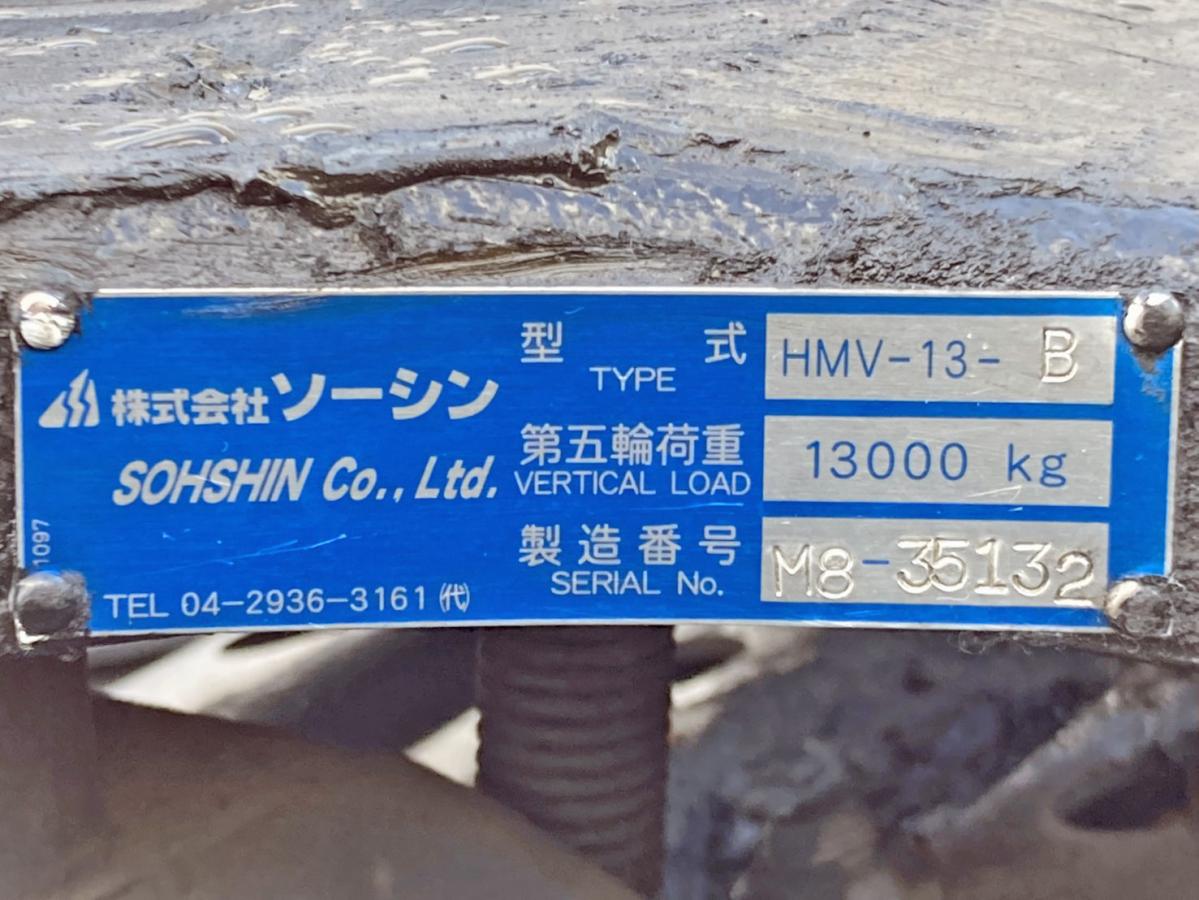 株式会社ソーシン
SOHSHIN Co., Ltd.
1097
TEL 04-2936-3161 ㈹
型式 HMV-13- B
TYPE
第五輪荷重 13000 kg
VERTICAL LOAD
製造番号 M8-35132
SERIAL No.